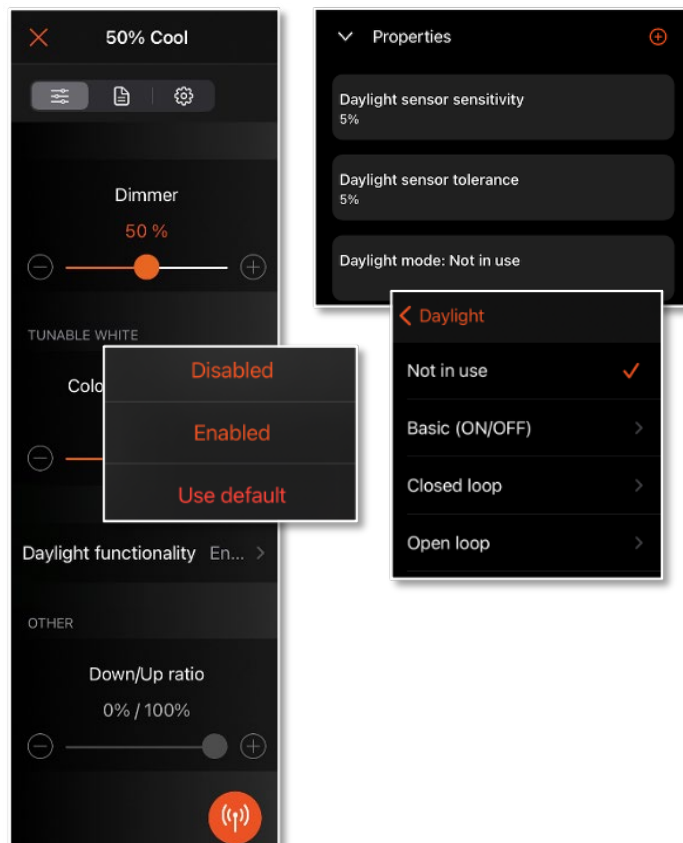 50% Cool
Dimmer
50 %
TUNABLE WHITE
Colo
Disabled
Enabled
Use default
Daylight functionality En...
OTHER
Down/Up ratio
0% / 100%
Properties
Daylight sensor sensitivity
5%
Daylight sensor tolerance
5%
Daylight mode: Not in use
Daylight
Not in use
Basic (ON/OFF)
Closed loop
Open loop